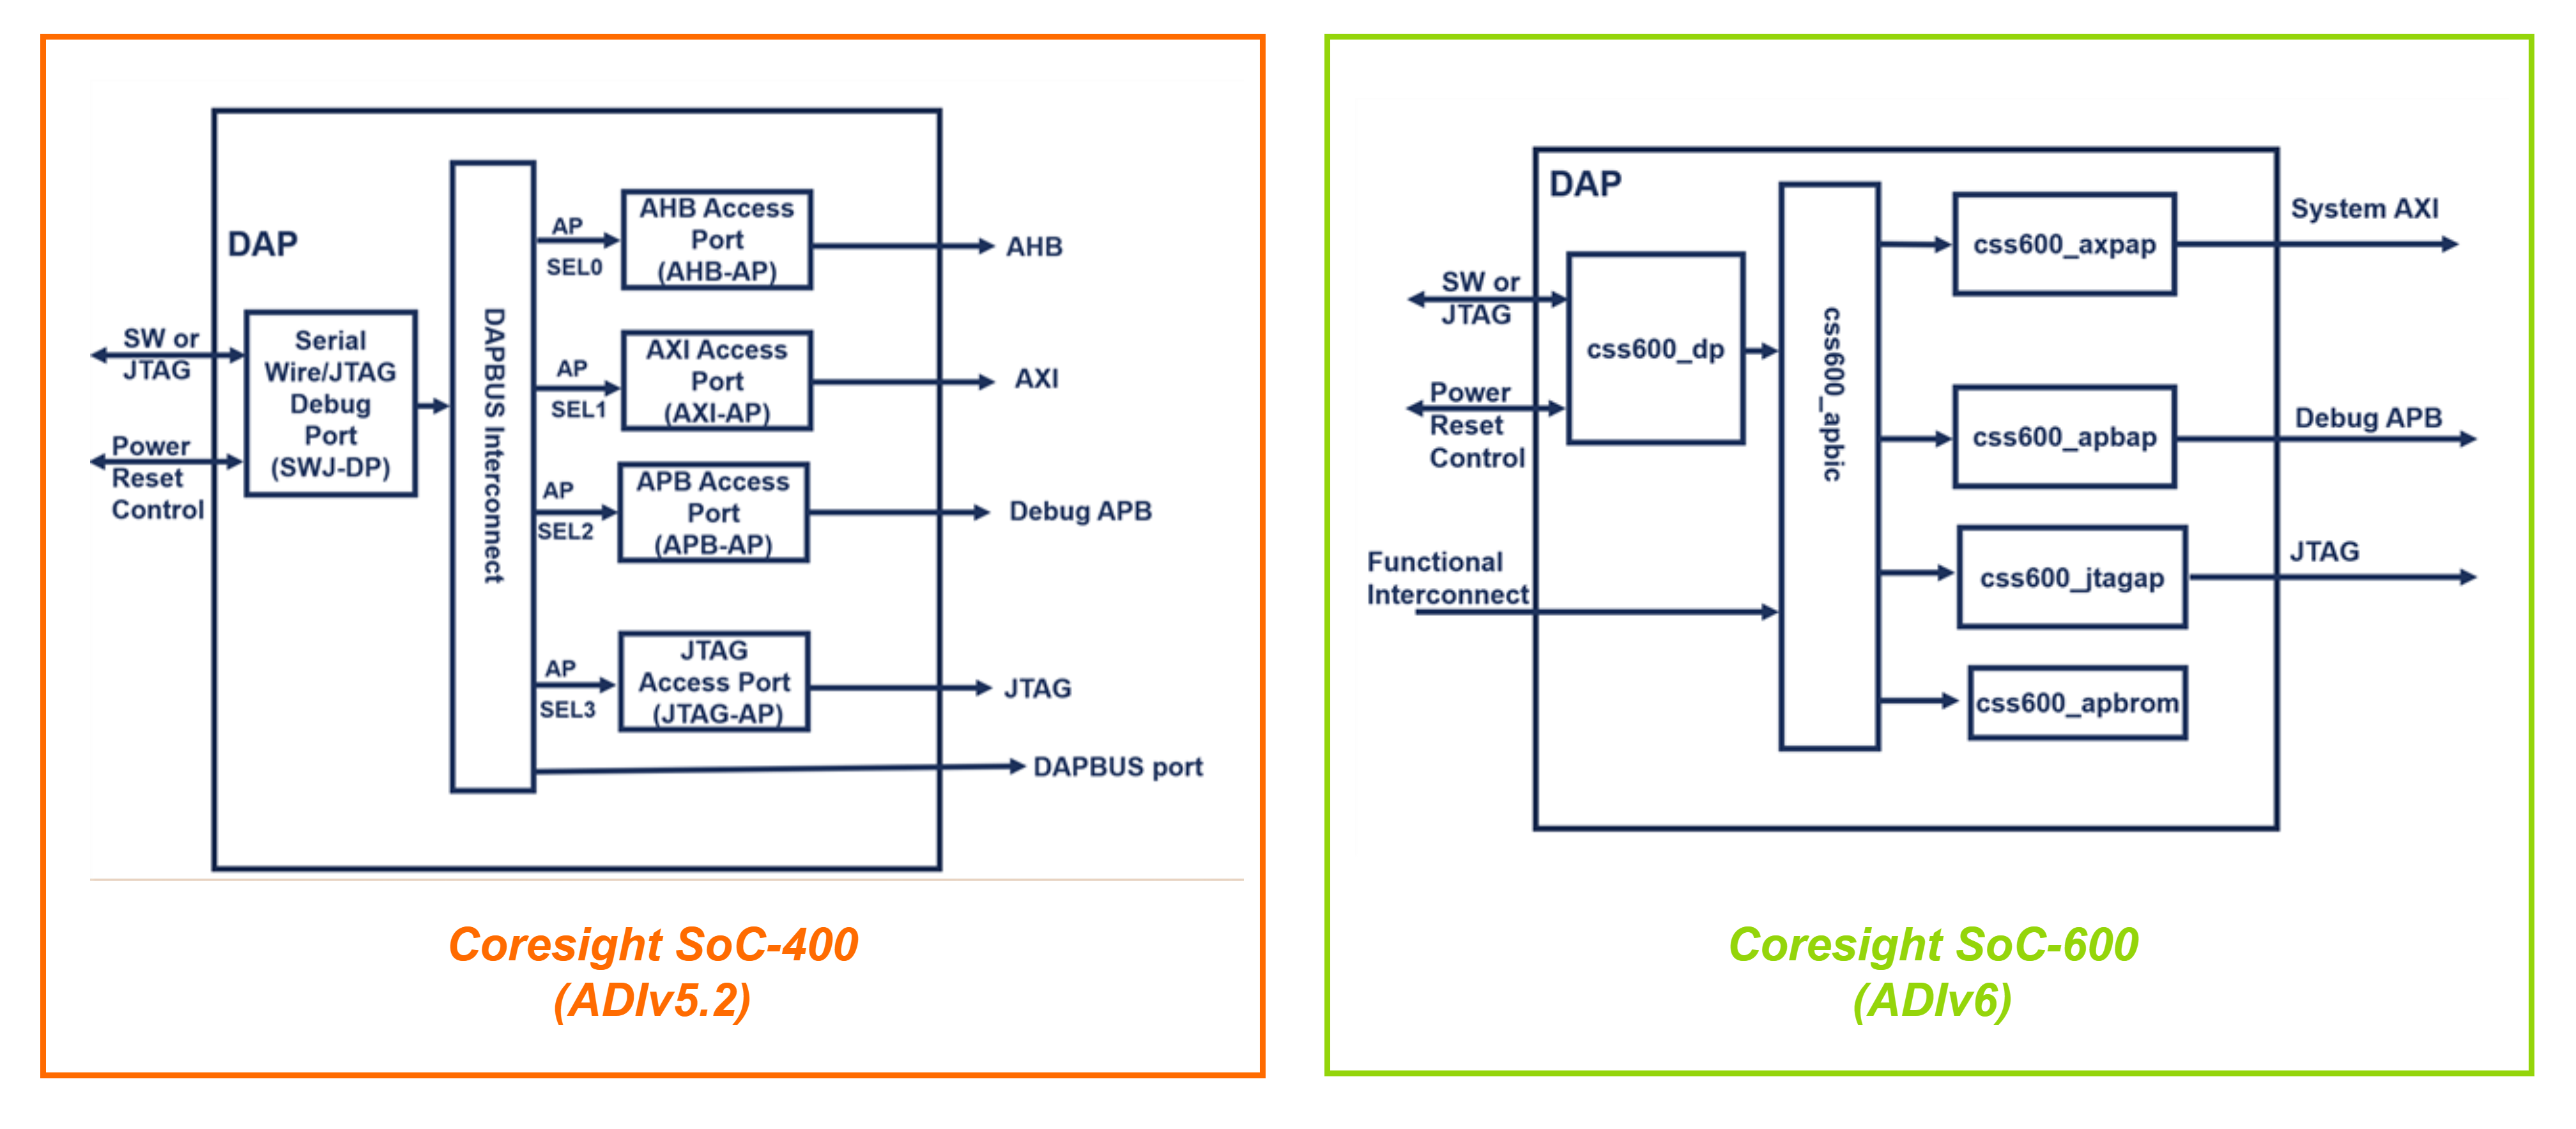 DAP
SW or
JTAG
Power
Reset
Control
Serial
Wire/JTAG
Debug
Port
(SWJ-DP)
DAPBUS Interconnect
AP
SEL0
AHB Access
Port
(AHB-AP)
AHB
AP
SEL1
AXI Access
Port
(AXI-AP)
AXI
AP
SEL2
APB Access
Port
(APB-AP)
Debug APB
AP
SEL3
JTAG
Access Port
(JTAG-AP)
JTAG
DAPBUS port
Coresight SoC-400
(ADIv5.2)
DAP
SW or
JTAG
Power
Reset
Control
Functional
Interconnect
css600_dp
css600_apbic
css600_axpap
System AXI
css600_apbap
Debug APB
css600_jtagap
JTAG
css600_apbrom
Coresight SoC-600
(ADIv6)